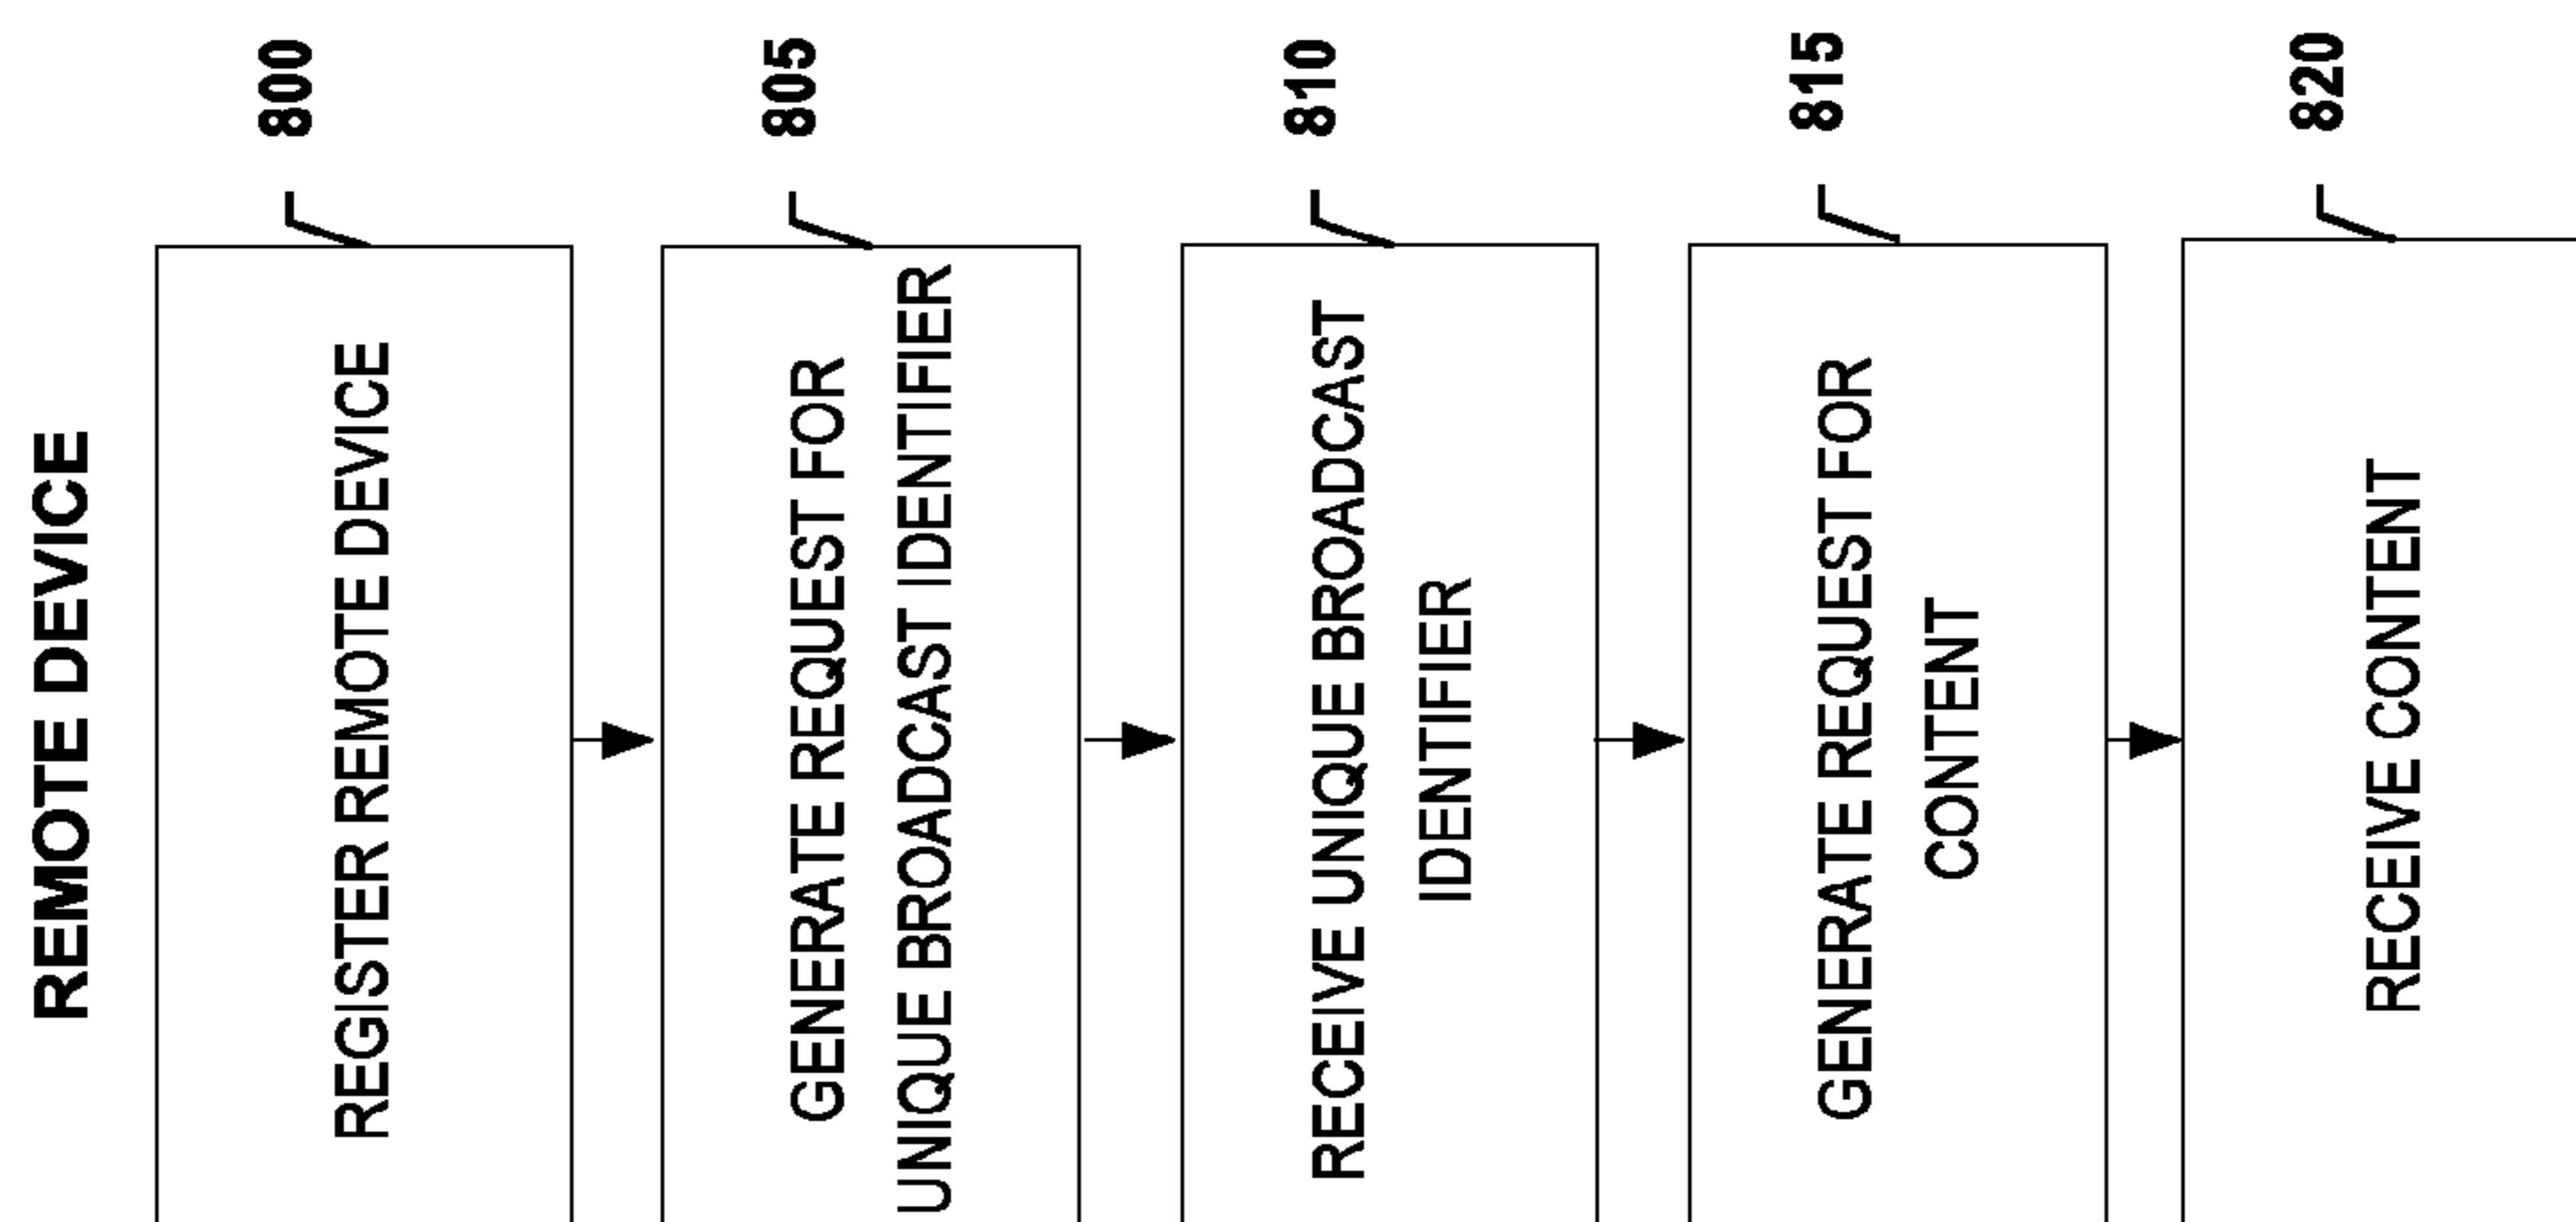 REMOTE DEVICE
REGISTER REMOTE DEVICE
800
GENERATE REQUEST FOR
UNIQUE BROADCAST IDENTIFIER
805
RECEIVE UNIQUE BROADCAST
IDENTIFIER
810
GENERATE REQUEST FOR
CONTENT
815
RECEIVE CONTENT
820